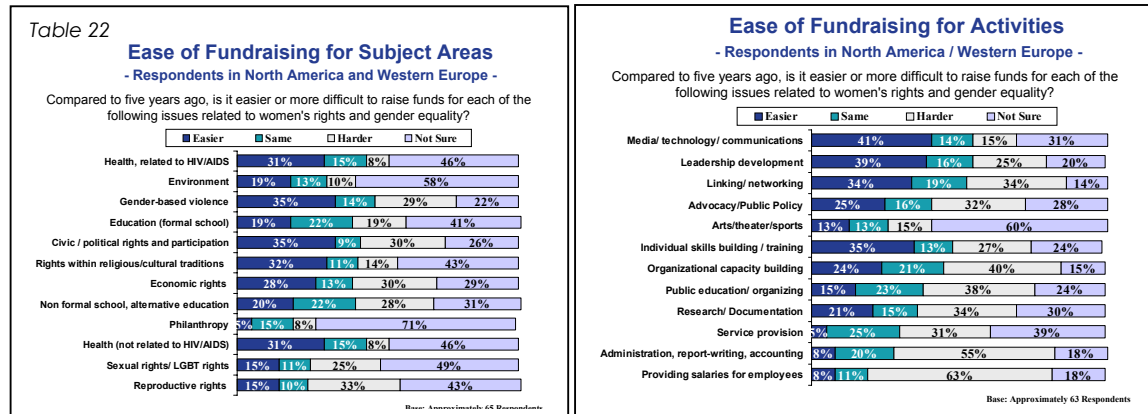 Table 22
Ease of Fundraising for Subject Areas
- Respondents in North America and Western Europe -
Compared to five years ago, is it easier or more difficult to raise funds for each of the
following issues related to women's rights and gender equality?
Easier Same Harder Not Sure
Health, related to HIV/AIDS 31% 15% 8% 46%
Environment 19% 13% 10% 58%
Gender-based violence 35% 14% 29% 22%
Education (formal school) 19% 22% 19% 41%
Civic / political rights and participation 35% 9% 30% 26%
Rights within religious/cultural traditions 32% 11% 14% 43%
Economic rights 28% 13% 30% 29%
Non formal school, alternative education 20% 22% 28% 31%
Philanthropy 5% 15% 8% 71%
Health (not related to HIV/AIDS) 31% 15% 8% 46%
Sexual rights/ LGBT rights 15% 11% 25% 49%
Reproductive rights 15% 10% 33% 43%
Base: Approximately 65 Respondents
Ease of Fundraising for Activities
- Respondents in North America / Western Europe -
Compared to five years ago, is it easier or more difficult to raise funds for each of the
following issues related to women's rights and gender equality?
Easier Same Harder Not Sure
Media/ technology/ communications 41% 14% 15% 31%
Leadership development 39% 16% 25% 20%
Linking/ networking 34% 19% 34% 14%
Advocacy/Public Policy 25% 16% 32% 28%
Arts/theater/sports 13% 13% 15% 60%
Individual skills building / training 35% 13% 27% 24%
Organizational capacity building 24% 21% 40% 15%
Public education/ organizing 15% 23% 38% 24%
Research/ Documentation 21% 15% 34% 30%
Service provision 5% 25% 31% 39%
Administration, report-writing, accounting 8% 20% 55% 18%
Providing salaries for employees 8% 11% 63% 18%
Base: Approximately 63 Respondents